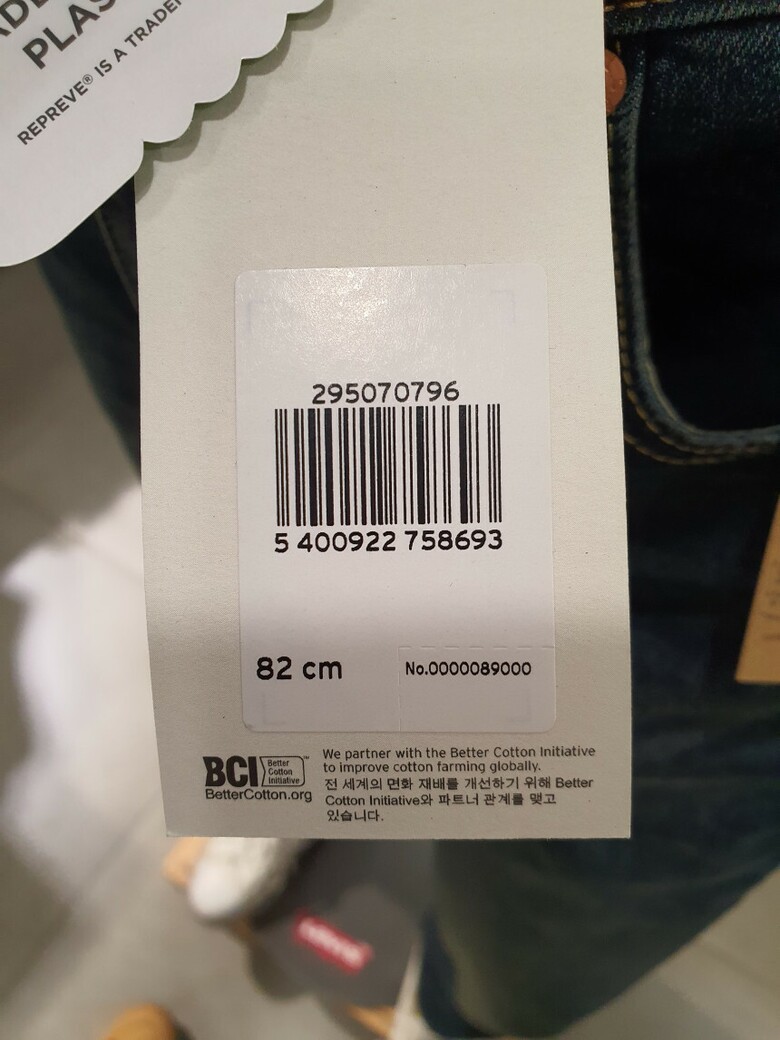 PLAS
REPREVE® IS A TRADE
295070796
5 400922 758693
82 cm
No.0000089000
BCI Better Cotton Initiative™
BetterCotton.org
We partner with the Better Cotton Initiative
to improve cotton farming globally.
전 세계의 면화 재배를 개선하기 위해 Better
Cotton Initiative와 파트너 관계를 맺고
있습니다.
Levi's